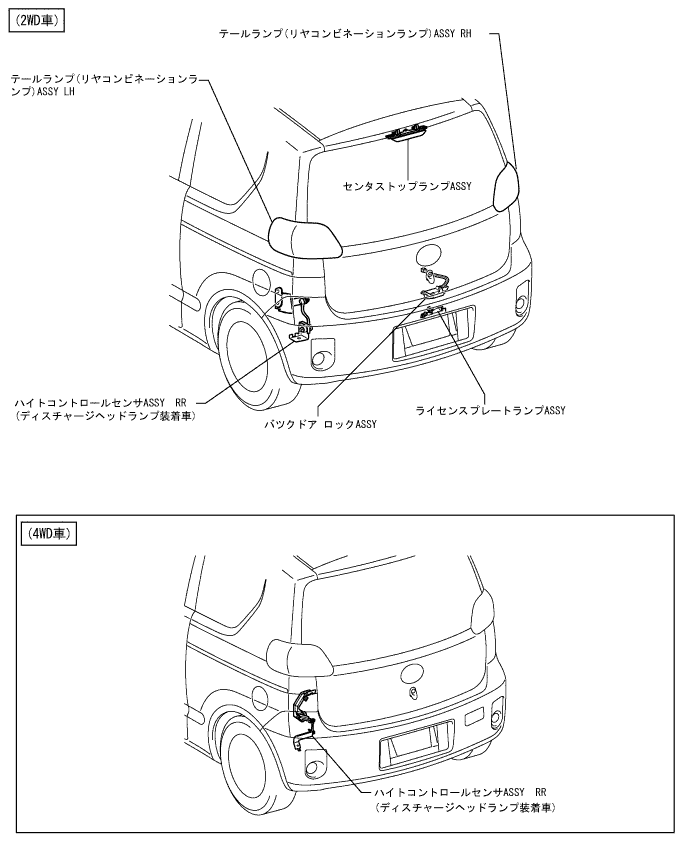 (2WD車)
テールランプ(リヤコンビネーションランプ)ASSY RH
テールランプ(リヤコンビネーションラ
ンプ)ASSY LH
センタストップランプASSY
ハイトコントロールセンサASSY RR
(ディスチャージヘッドランプ装着車)
バツクドア ロックASSY
ライセンスプレートランプASSY
(4WD車)
ハイトコントロールセンサASSY RR
(ディスチャージヘッドランプ装着車)